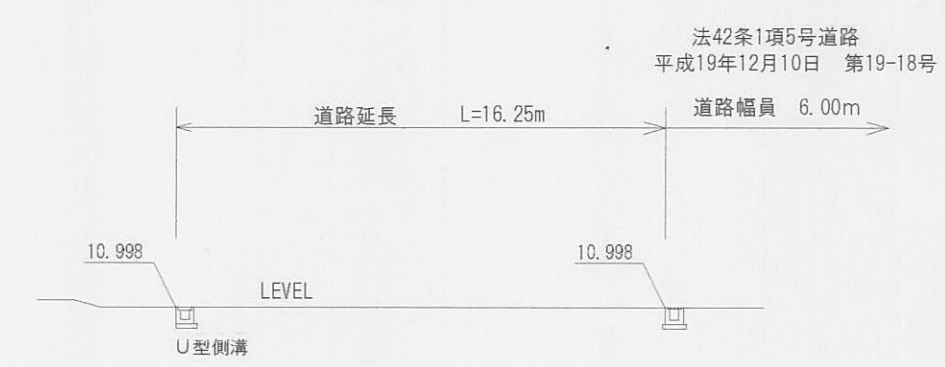 法42条1項5号道路
平成19年12月10日　第19-18号
道路延長　L=16.25m
道路幅員　6.00m
10.998
10.998
LEVEL
U型側溝